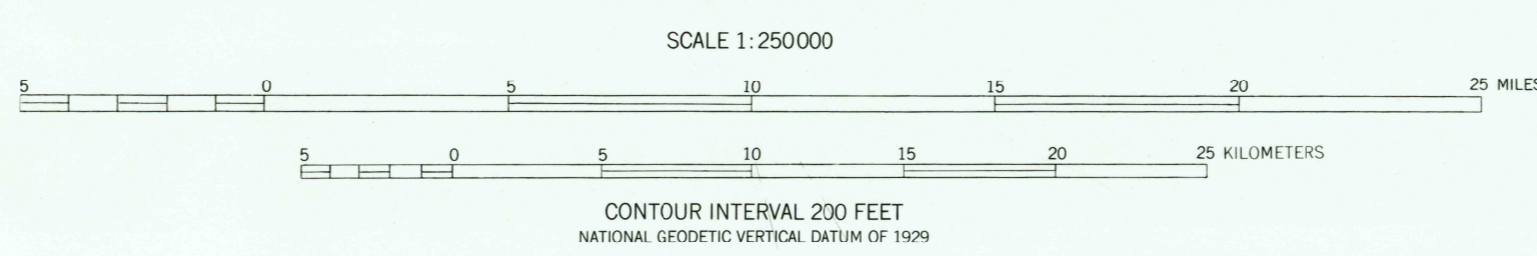 SCALE 1:250000
5 0 5 10 15 20 25 MILES
5 0 5 10 15 20 25 KILOMETERS
CONTOUR INTERVAL 200 FEET
NATIONAL GEODETIC VERTICAL DATUM OF 1929